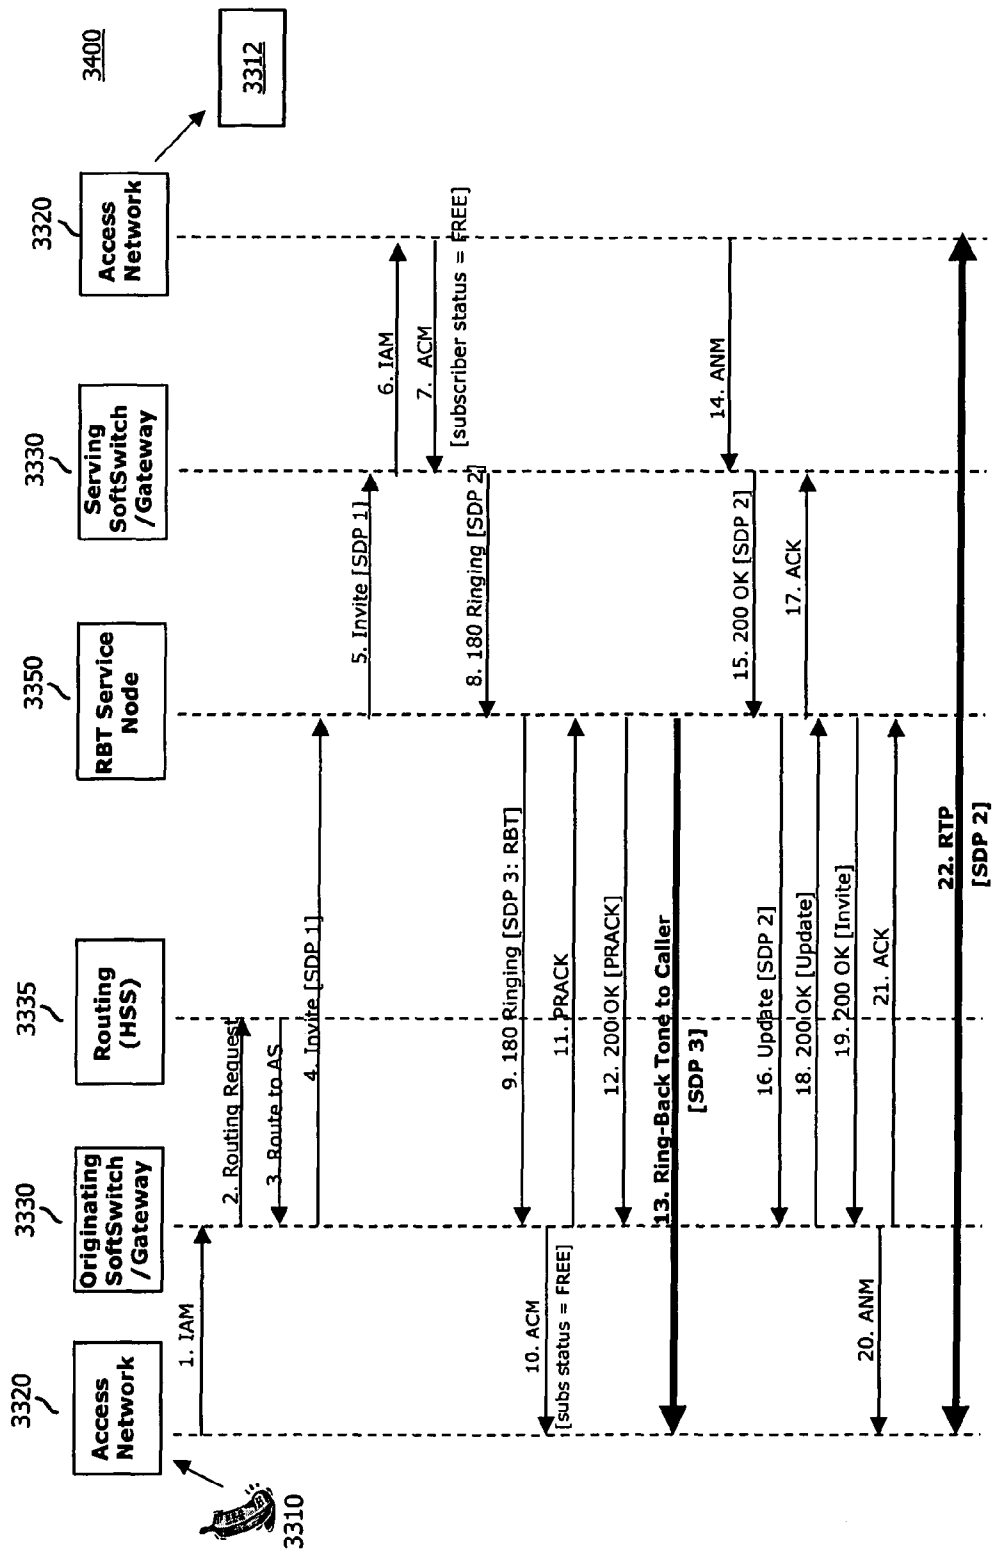 3400
3310
3320
Access
Network
3330
Originating
SoftSwitch
/Gateway
3335
Routing
(HSS)
3350
RBT Service
Node
3330
Serving
SoftSwitch
/Gateway
3320
Access
Network
3312
1. IAM
2. Routing Request
3. Route to AS
4. Invite [SDP 1]
5. Invite [SDP 1]
6. IAM
7. ACM
[subscriber status = FREE]
8. 180 Ringing [SDP 2]
9. 180 Ringing [SDP 3: RBT]
10. ACM
[subs status = FREE]
11. PRACK
12. 200 OK [PRACK]
13. Ring-Back Tone to Caller
[SDP 3]
14. ANM
15. 200 OK [SDP 2]
16. Update [SDP 2]
17. ACK
18. 200 OK [Update]
19. 200 OK [Invite]
20. ANM
21. ACK
22. RTP
[SDP 2]